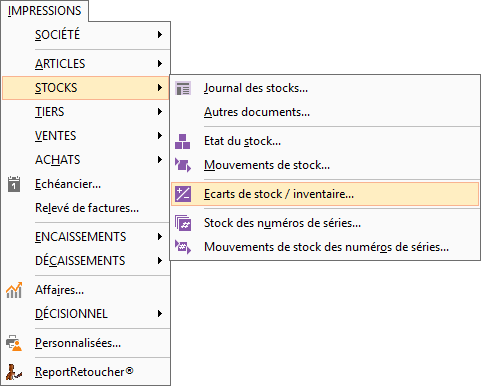 IMPRESSIONS
SOCIÉTÉ
ARTICLES
STOCKS
TIERS
VENTES
ACHATS
Echéancier...
Relevé de factures...
ENCAISSEMENTS
DÉCAISSEMENTS
Affaires...
DÉCISIONNEL
Personnalisées...
ReportRetoucher®
Journal des stocks...
Autres documents...
Etat du stock...
Mouvements de stock...
Ecarts de stock / inventaire...
Stock des numéros de séries...
Mouvements de stock des numéros de séries...